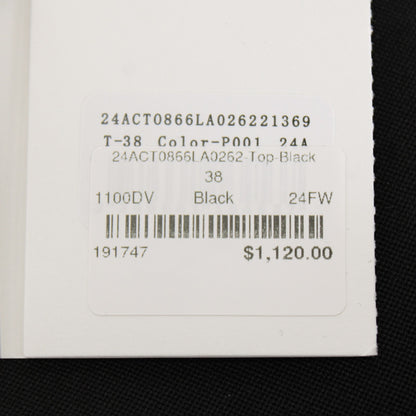 24ACT0866LA026221369
T-38 Color-P001 24A
24ACT0866LA0262-Top-Black
38
1100DV Black 24FW
191747 $1,120.00